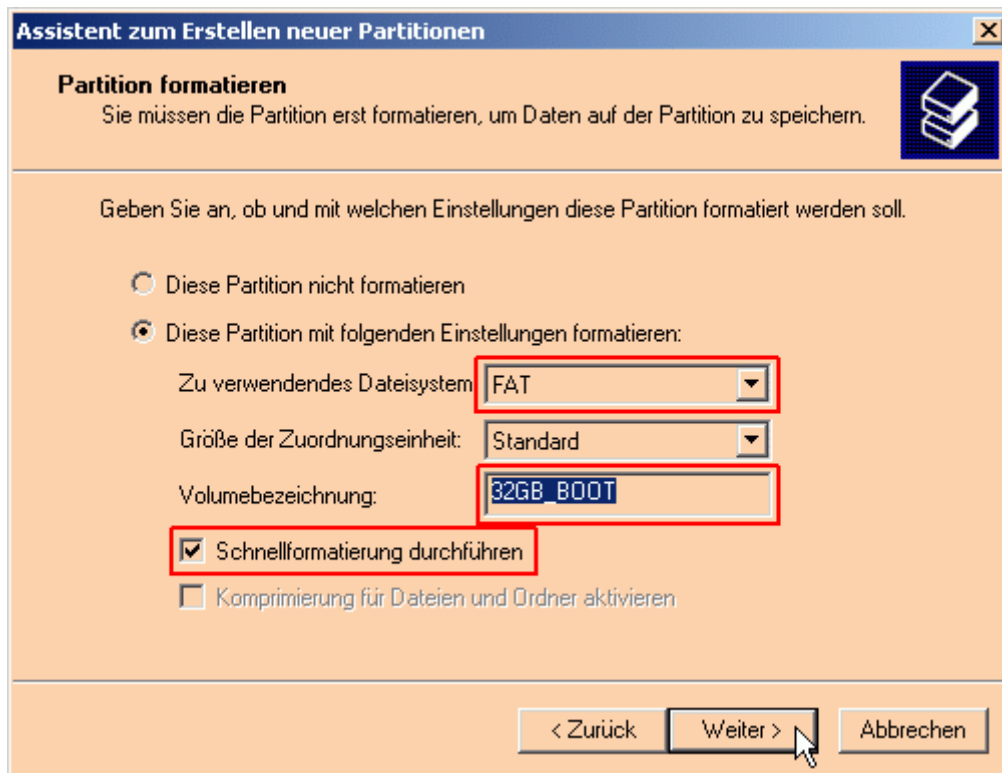 Assistent zum Erstellen neuer Partitionen
Partition formatieren
Sie müssen die Partition erst formatieren, um Daten auf der Partition zu speichern.
Geben Sie an, ob und mit welchen Einstellungen diese Partition formatiert werden soll.
Diese Partition nicht formatieren
Diese Partition mit folgenden Einstellungen formatieren:
Zu verwendendes Dateisystem FAT
Größe der Zuordnungseinheit: Standard
Volumebezeichnung: 32GB_BOOT
Schnellformatierung durchführen
Komprimierung für Dateien und Ordner aktivieren
< Zurück Weiter > Abbrechen